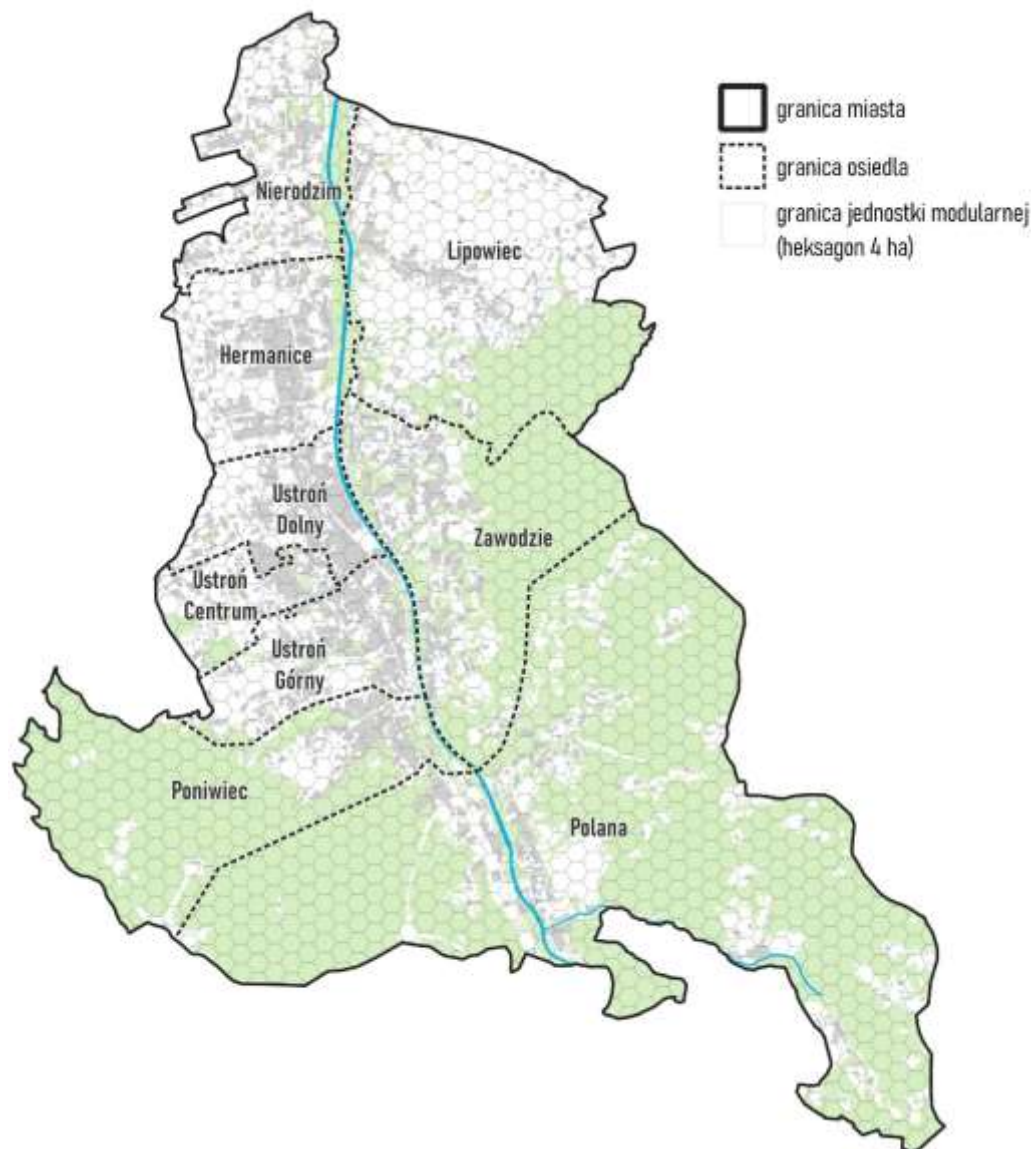 granica miasta
granica osiedla
granica jednostki modularnej
(heksagon 4 ha)
Nierodzim
Lipowiec
Hermanice
Ustroń
Dolny
Zawodzie
Ustroń
Centrum
Ustroń
Górny
Poniwiec
Polana